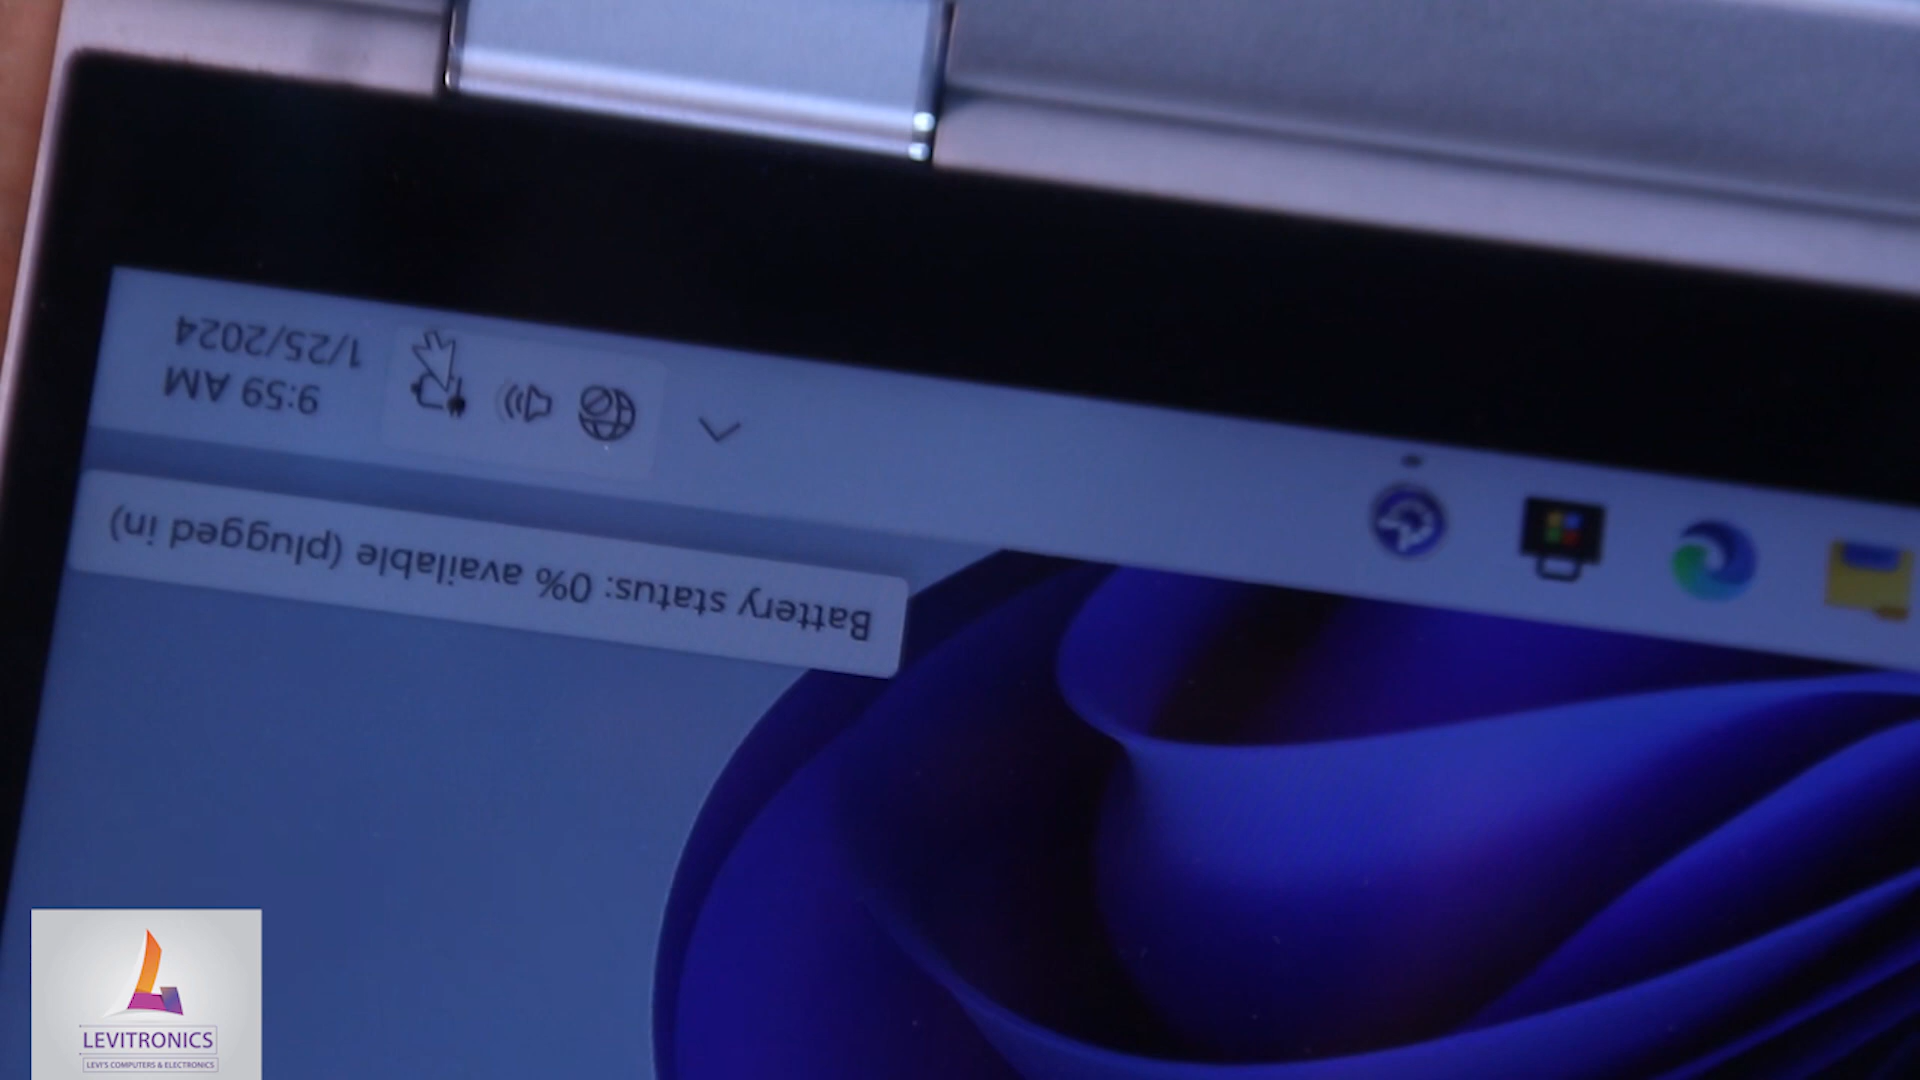 Battery status: 0% available (plugged in)
9:59 AM
1/25/2024
LEVITRONICS
LEVI'S COMPUTERS & ELECTRONICS